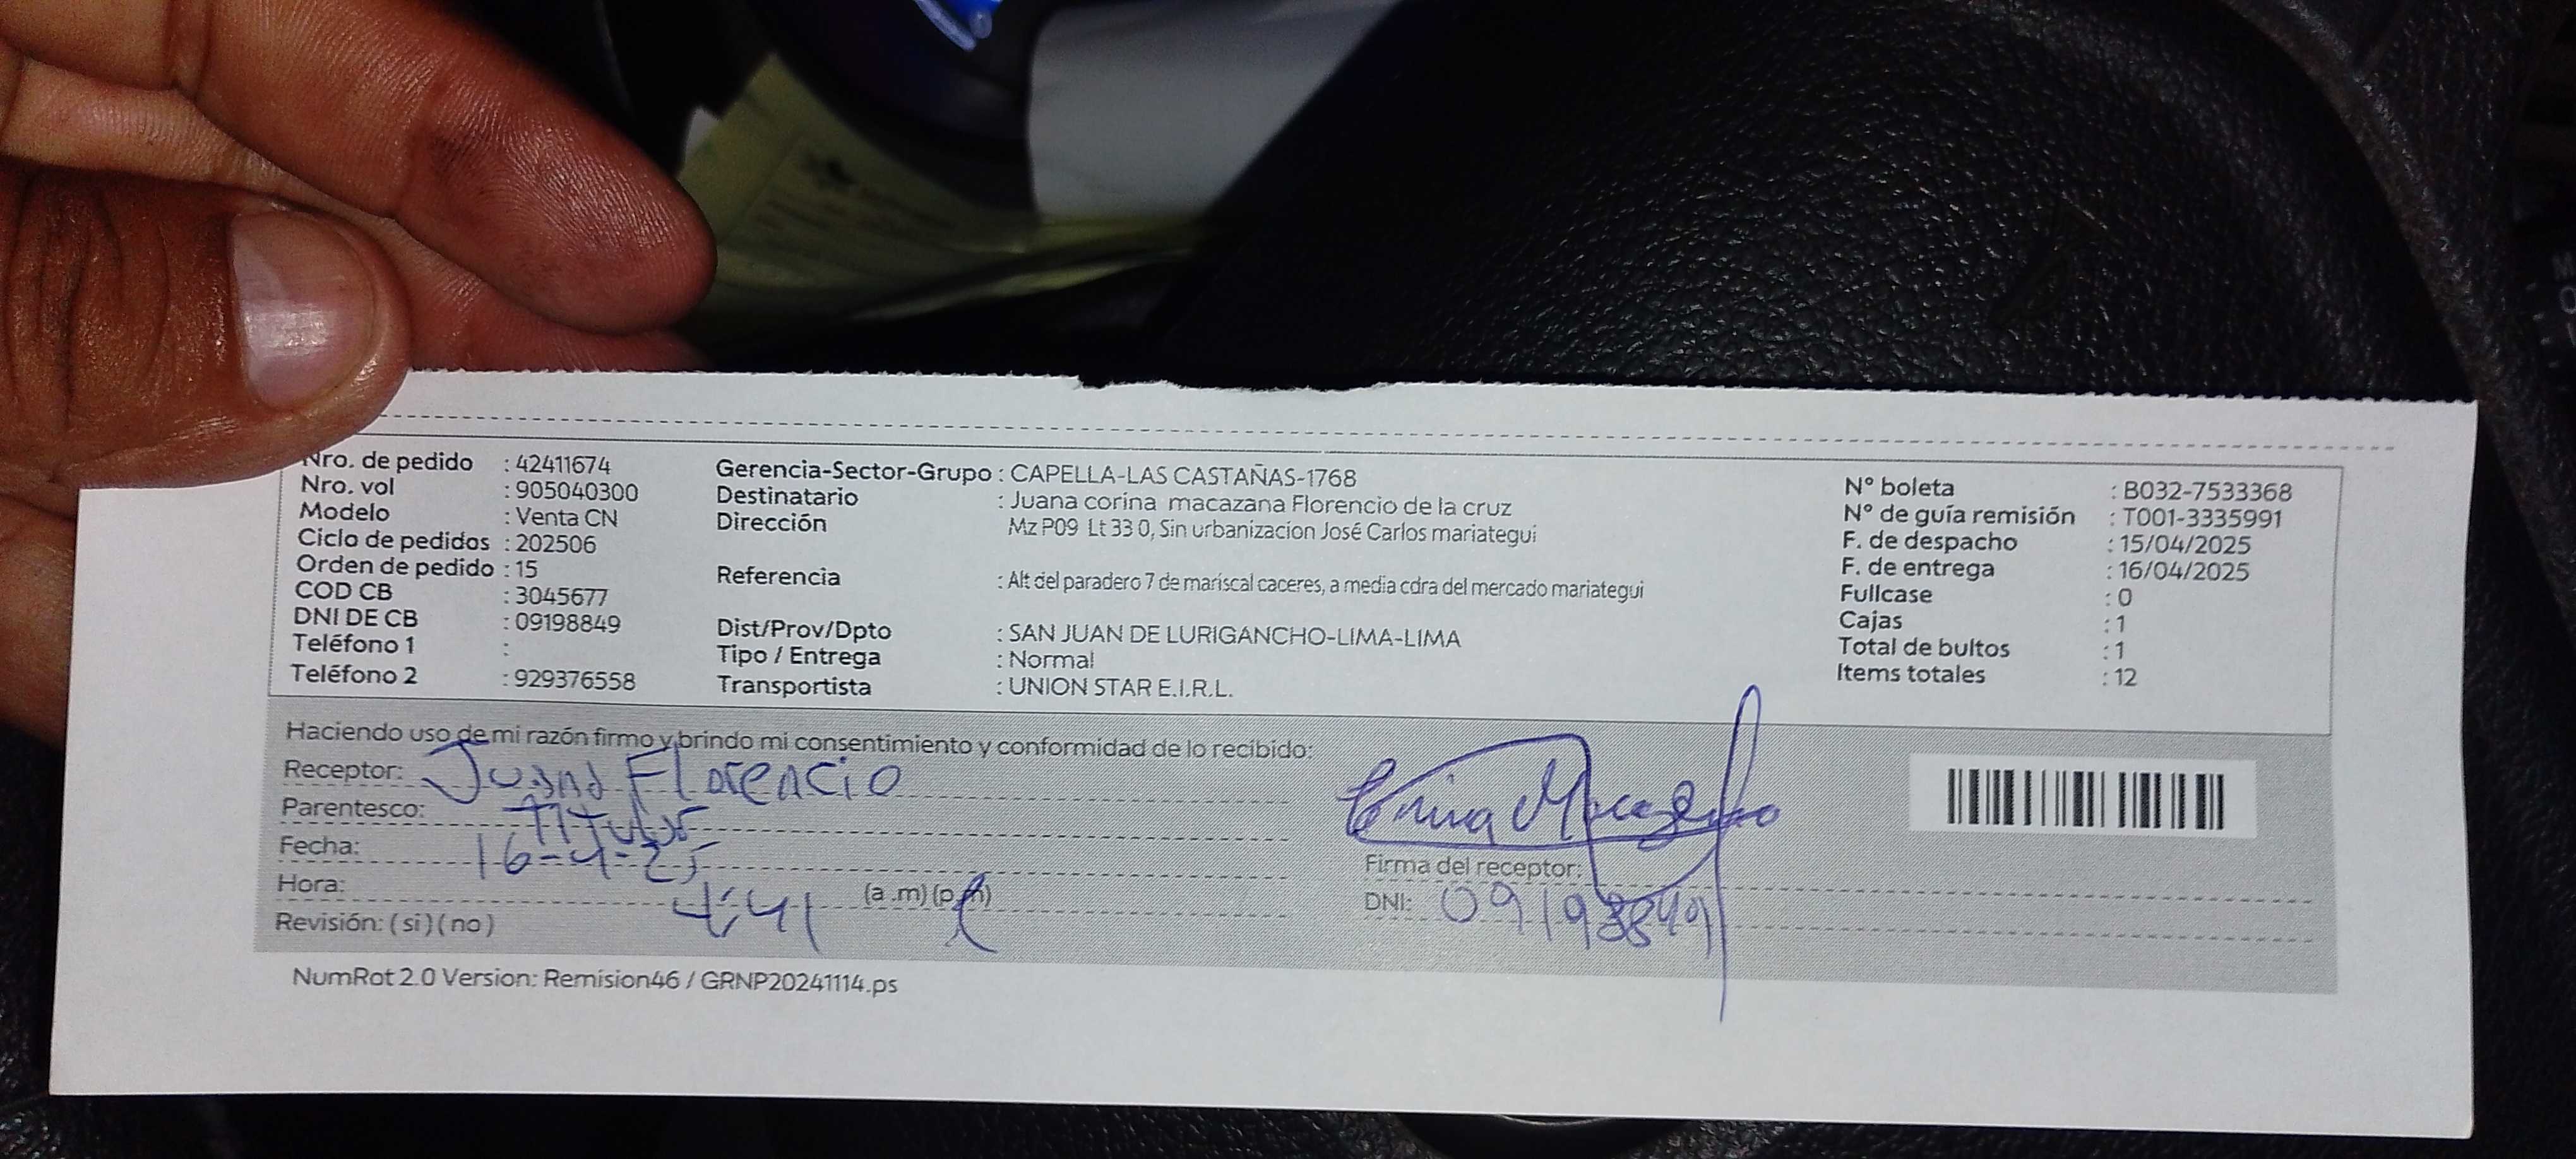 Nro. de pedido : 42411674
Nro. vol : 905040300
Modelo : Venta CN
Ciclo de pedidos : 202506
Orden de pedido : 15
COD CB : 3045677
DNI DE CB : 09198849
Teléfono 1 :
Teléfono 2 : 929376558
Gerencia-Sector-Grupo : CAPELLA-LAS CASTAÑAS-1768
Destinatario : Juana corina macazana Florencio de la cruz
Dirección Mz P09 Lt 33 0, Sin urbanizacion José Carlos mariategui
Referencia : Alt del paradero 7 de mariscal caceres, a media cdra del mercado mariategui
Dist/Prov/Dpto : SAN JUAN DE LURIGANCHO-LIMA-LIMA
Tipo / Entrega : Normal
Transportista : UNION STAR E.I.R.L.
N° boleta : B032-7533368
N° de guía remisión : T001-3335991
F. de despacho : 15/04/2025
F. de entrega : 16/04/2025
Fullcase : 0
Cajas : 1
Total de bultos : 1
Items totales : 12
Haciendo uso de mi razón firmo y brindo mi consentimiento y conformidad de lo recibido:
Receptor: Juana Florencio
Parentesco: Titular
Fecha: 16-4-25
Hora: 4:41 (a .m) (p.m)
Revisión: ( si ) ( no )
Firma del receptor:
DNI: 09198849
NumRot 2.0 Version: Remision46 / GRNP20241114.ps